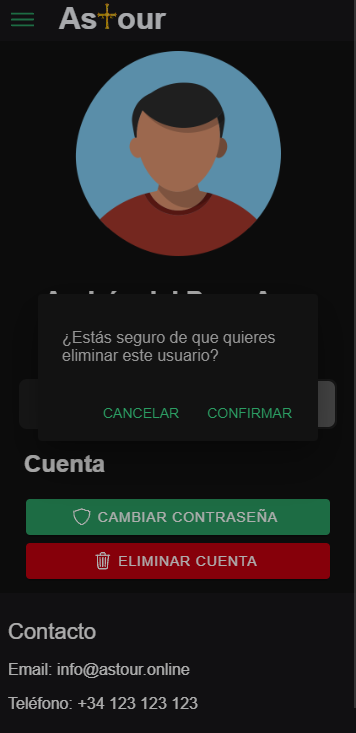 Astour
¿Estás seguro de que quieres
eliminar este usuario?
CANCELAR CONFIRMAR
Cuenta
CAMBIAR CONTRASEÑA
ELIMINAR CUENTA
Contacto
Email: info@astour.online
Teléfono: +34 123 123 123